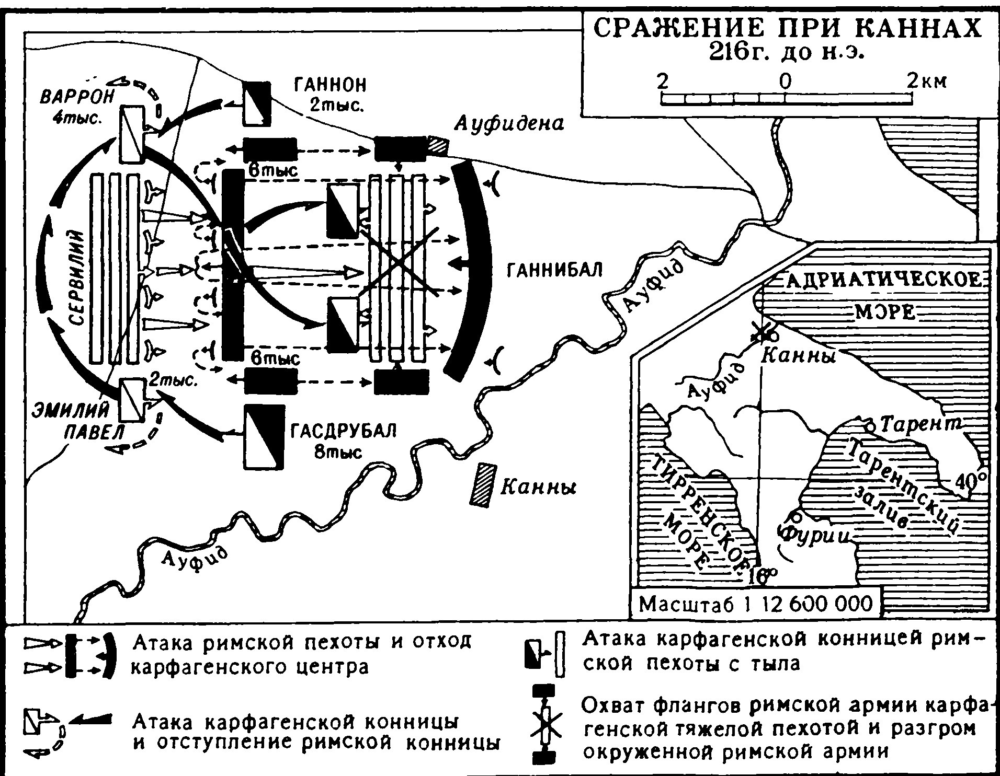 СРАЖЕНИЕ ПРИ КАННАХ
216г. до н.э.
2 0 2км
ГАННОН
2тыс.
ВАРРОН
4тыс.
Ауфидена
6тыс
СЕРВИЛИЙ
ГАННИБАЛ
Ауфид
6тыс
2тыс.
ЭМИЛИЙ
ПАВЕЛ
ГАСДРУБАЛ
8тыс
Канны
Ауфид
АДРИАТИЧЕСКОЕ
МОРЕ
Канны
Ауфид
Тарент
Тарентский
залив
ТИРРЕНСКОЕ
МОРЕ
40°
Фурии
16°
Масштаб 1 12 600 000
Атака римской пехоты и отход
карфагенского центра
Атака карфагенской конницы
и отступление римской конницы
Атака карфагенской конницей рим-
ской пехоты с тыла
Охват флангов римской армии карфа-
генской тяжелой пехотой и разгром
окруженной римской армии